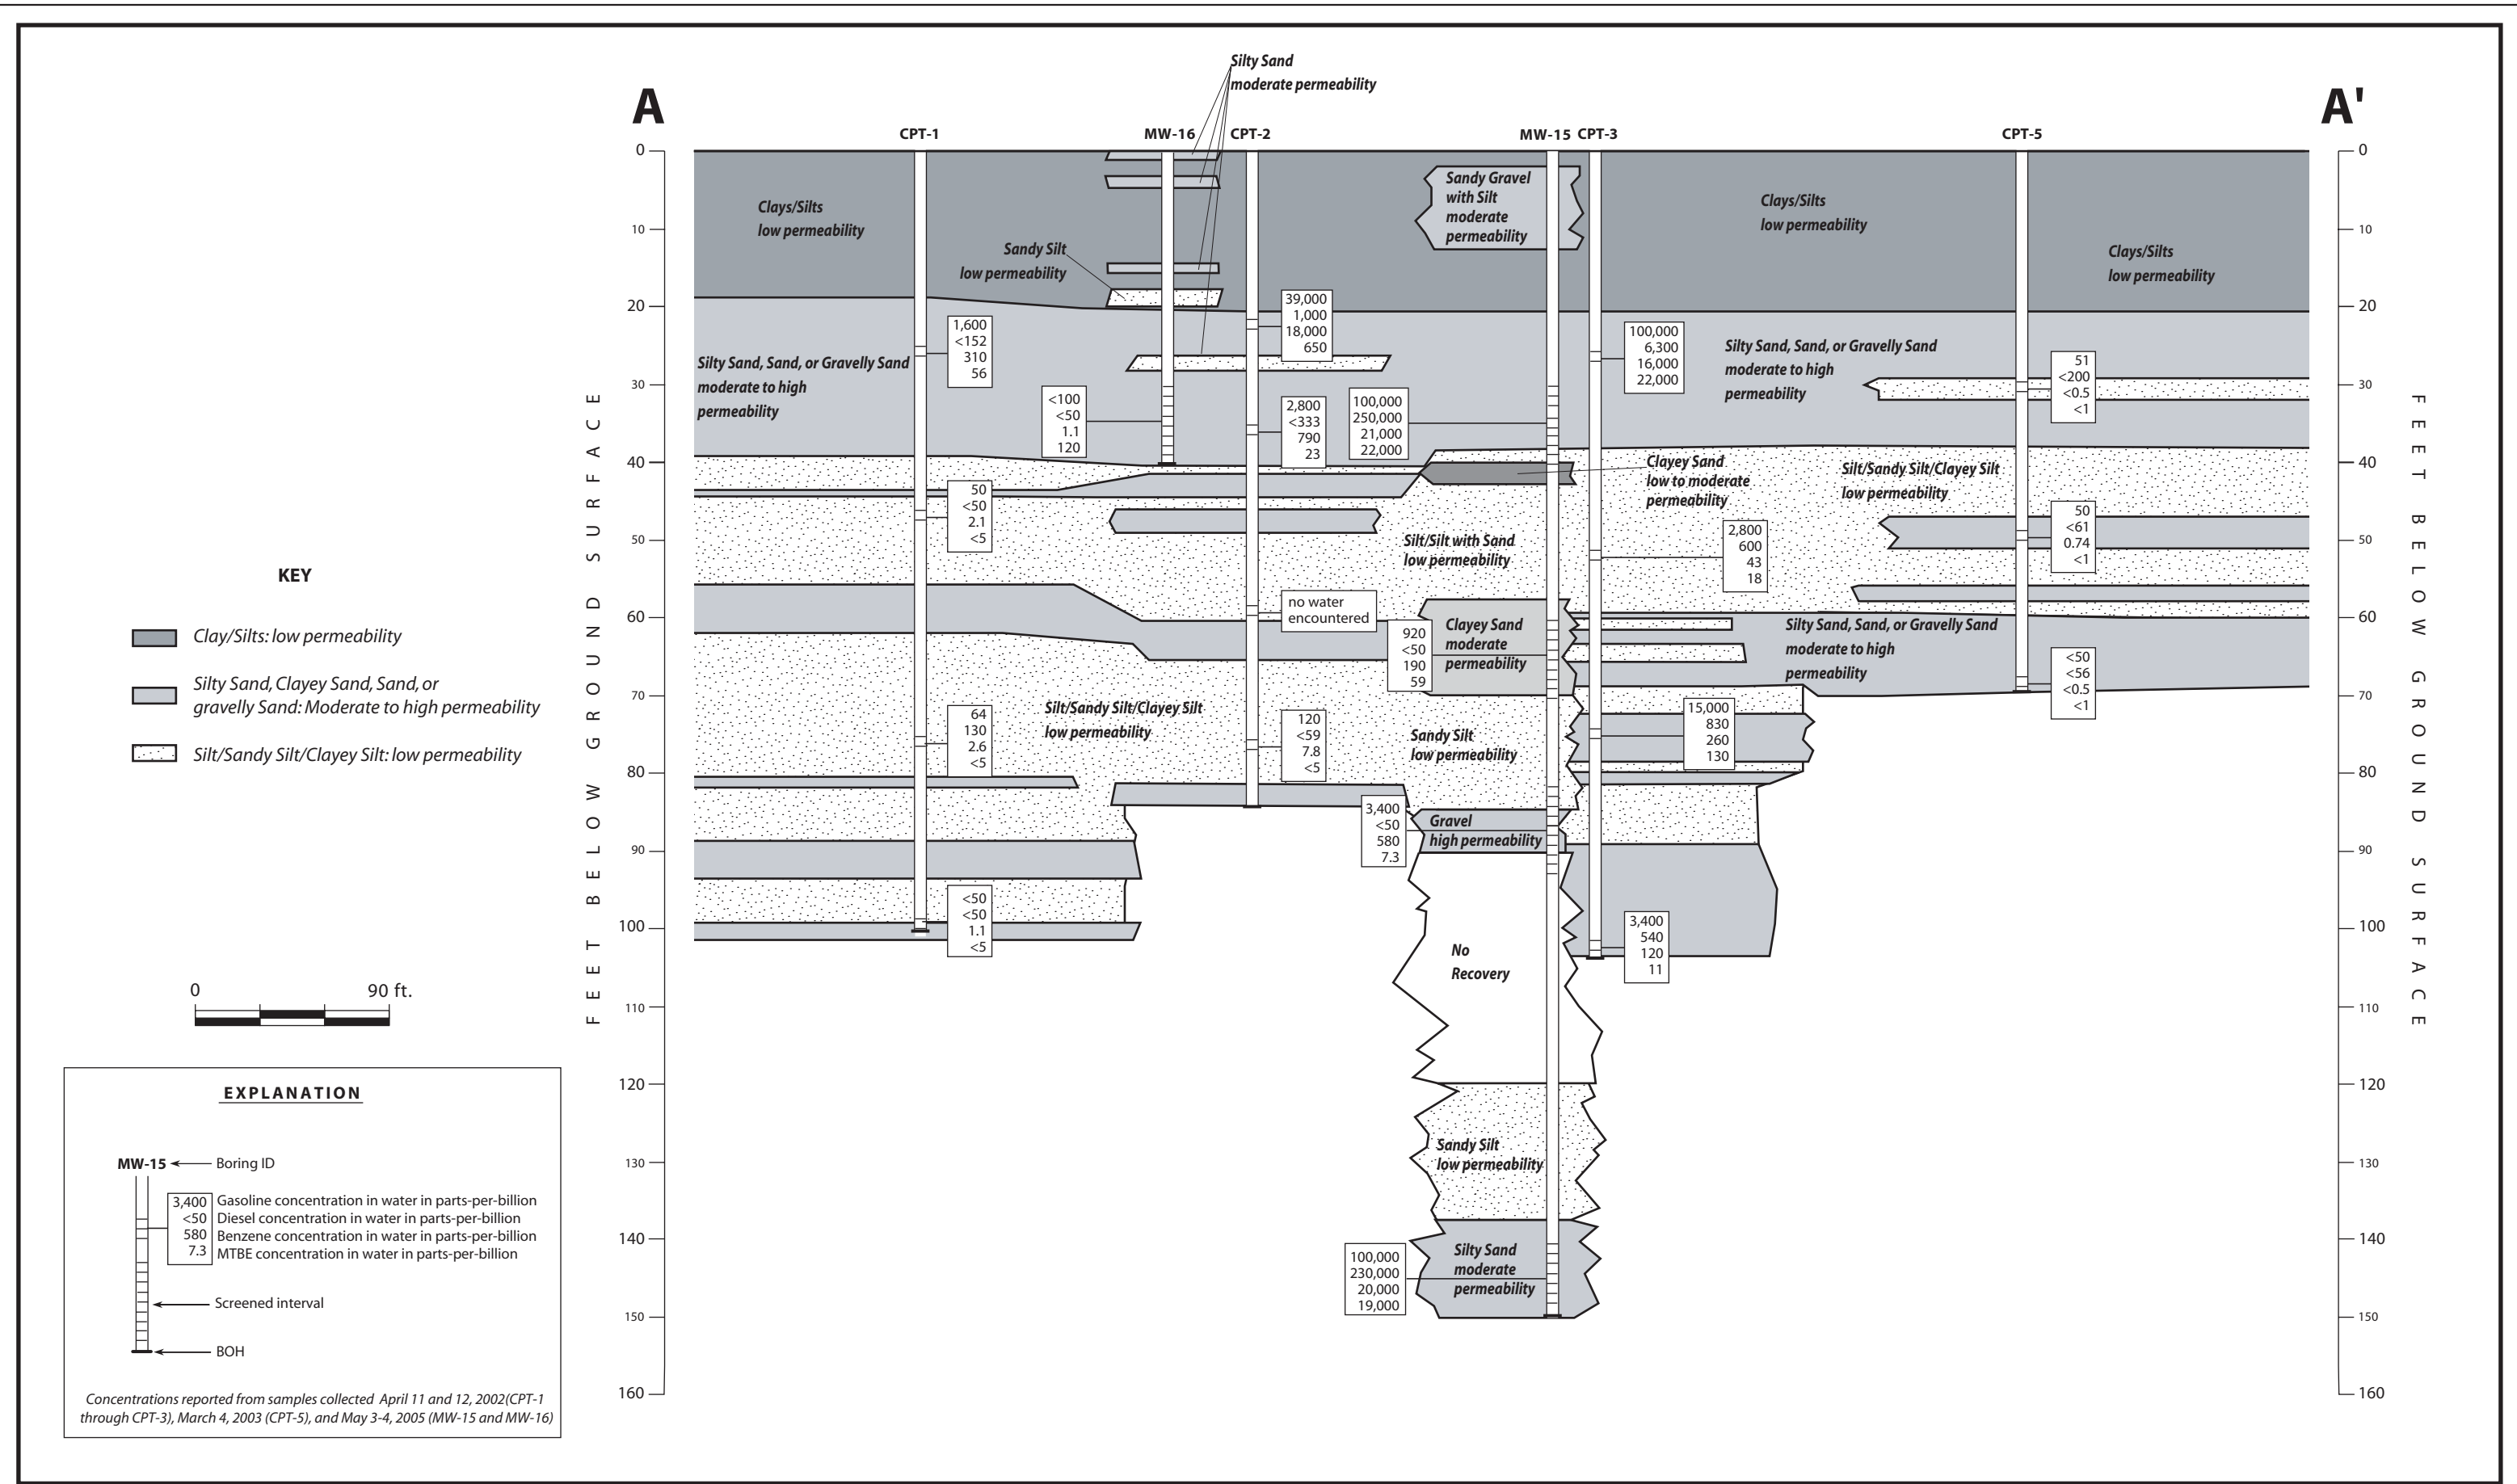 Silty Sand
moderate permeability
A
A'
CPT-1
MW-16
CPT-2
MW-15
CPT-3
CPT-5
0
10
20
30
40
50
60
70
80
90
100
110
120
130
140
150
160
FEET BELOW GROUND SURFACE
Clays/Silts
low permeability
Sandy Silt
low permeability
Sandy Gravel
with Silt
moderate
permeability
Clays/Silts
low permeability
Clays/Silts
low permeability
Silty Sand, Sand, or Gravelly Sand
moderate to high
permeability
1,600
<152
310
56
39,000
1,000
18,000
650
<100
<50
1.1
120
2,800
<333
790
23
100,000
250,000
21,000
22,000
100,000
6,300
16,000
22,000
Silty Sand, Sand, or Gravelly Sand
moderate to high
permeability
51
<200
<0.5
<1
Clayey Sand
low to moderate
permeability
Silt/Sandy Silt/Clayey Silt
low permeability
50
<50
2.1
<5
Silt/Silt with Sand
low permeability
2,800
600
43
18
50
<61
0.74
<1
no water
encountered
920
<50
190
59
Clayey Sand
moderate
permeability
Silty Sand, Sand, or Gravelly Sand
moderate to high
permeability
<50
<56
<0.5
<1
64
130
2.6
<5
Silt/Sandy Silt/Clayey Silt
low permeability
120
<59
7.8
<5
Sandy Silt
low permeability
15,000
830
260
130
3,400
<50
580
7.3
Gravel
high permeability
<50
<50
1.1
<5
No
Recovery
3,400
540
120
11
Sandy Silt
low permeability
100,000
230,000
20,000
19,000
Silty Sand
moderate
permeability
0
10
20
30
40
50
60
70
80
90
100
110
120
130
140
150
160
FEET BELOW GROUND SURFACE
KEY
Clay/Silts: low permeability
Silty Sand, Clayey Sand, Sand, or
gravelly Sand: Moderate to high permeability
Silt/Sandy Silt/Clayey Silt: low permeability
0 90 ft.
EXPLANATION
MW-15 Boring ID
3,400 Gasoline concentration in water in parts-per-billion
<50 Diesel concentration in water in parts-per-billion
580 Benzene concentration in water in parts-per-billion
7.3 MTBE concentration in water in parts-per-billion
Screened interval
BOH
Concentrations reported from samples collected April 11 and 12, 2002(CPT-1
through CPT-3), March 4, 2003 (CPT-5), and May 3-4, 2005 (MW-15 and MW-16)